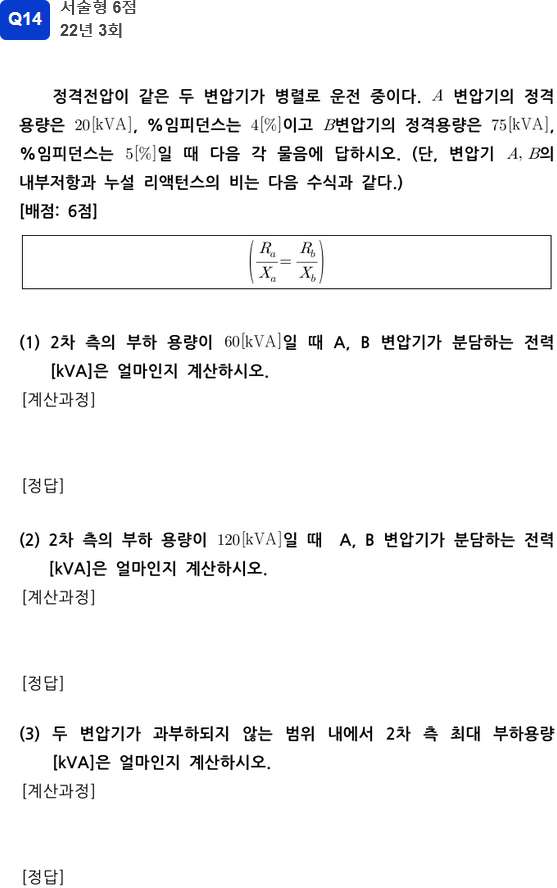 Q14
서술형 6점
22년 3회
정격전압이 같은 두 변압기가 병렬로 운전 중이다. A 변압기의 정격
용량은 20[kVA], %임피던스는 4[%]이고 B변압기의 정격용량은 75[kVA],
%임피던스는 5[%]일 때 다음 각 물음에 답하시오. (단, 변압기 A, B의
내부저항과 누설 리액턴스의 비는 다음 수식과 같다.)
[배점: 6점]
(R_a/X_a = R_b/X_b)
(1) 2차 측의 부하 용량이 60[kVA]일 때 A, B 변압기가 분담하는 전력
[kVA]은 얼마인지 계산하시오.
[계산과정]
[정답]
(2) 2차 측의 부하 용량이 120[kVA]일 때 A, B 변압기가 분담하는 전력
[kVA]은 얼마인지 계산하시오.
[계산과정]
[정답]
(3) 두 변압기가 과부하되지 않는 범위 내에서 2차 측 최대 부하용량
[kVA]은 얼마인지 계산하시오.
[계산과정]
[정답]